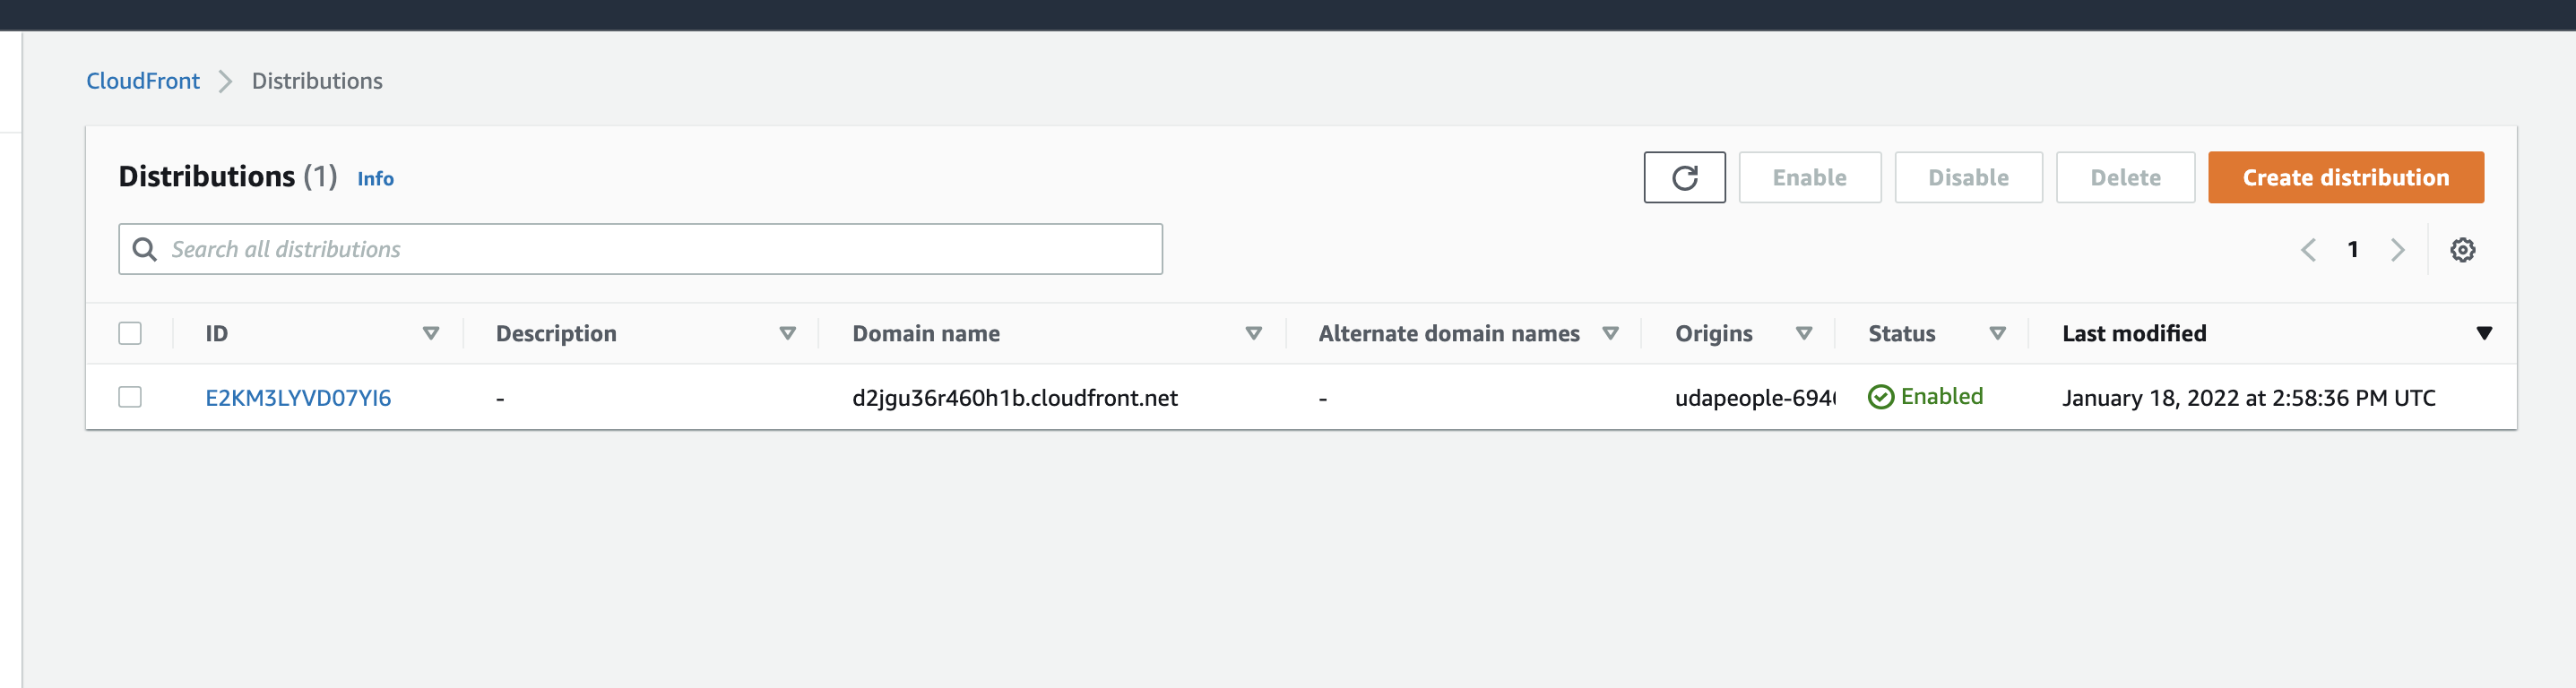 CloudFront Distributions
Distributions (1) Info
Enable Disable Delete Create distribution
Search all distributions
1
ID Description Domain name Alternate domain names Origins Status Last modified
E2KM3LYVD07YI6 - d2jgu36r460h1b.cloudfront.net - udapeople-694 Enabled January 18, 2022 at 2:58:36 PM UTC